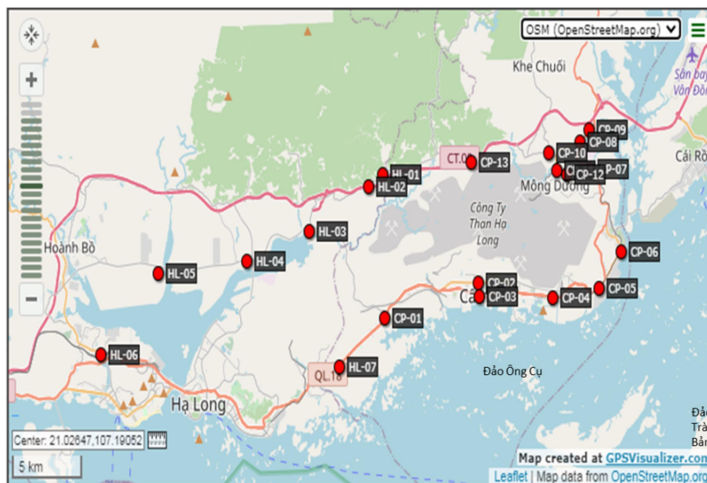 OSM (OpenStreetMap.org)
Khe Chuối
Sân bay
Vân Đồn
CP-09
CP-08
CP-10
CT.0
CP-13
P-07
CP-12
Cái Rồ
HL-01
HL-02
Mông Dương
Công Ty
Than Hạ
Long
HL-03
Hoành Bồ
CP-06
HL-04
HL-05
CP-02
CP-03
CP-04
CP-05
CP-01
HL-06
HL-07
QL.18
Đảo Ông Cụ
Hạ Long
Đảo
Trà
Bản
Center: 21.02647,107.19052
5 km
Map created at GPSVisualizer.com
Leaflet | Map data from OpenStreetMap.org